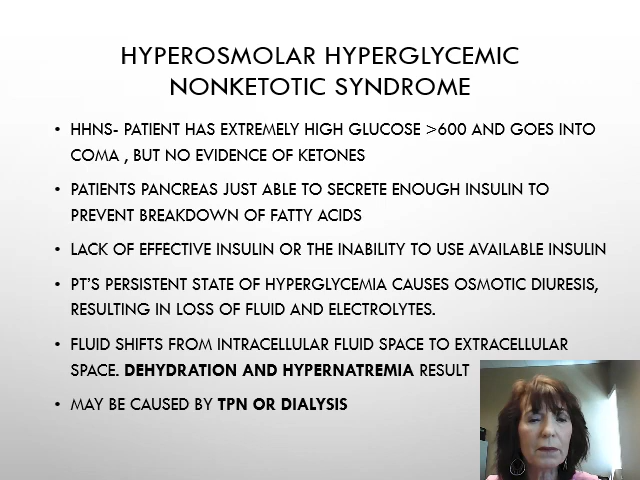 HYPEROSMOLAR HYPERGLYCEMIC
NONKETOTIC SYNDROME
• HHNS- PATIENT HAS EXTREMELY HIGH GLUCOSE >600 AND GOES INTO
COMA , BUT NO EVIDENCE OF KETONES
• PATIENTS PANCREAS JUST ABLE TO SECRETE ENOUGH INSULIN TO
PREVENT BREAKDOWN OF FATTY ACIDS
• LACK OF EFFECTIVE INSULIN OR THE INABILITY TO USE AVAILABLE INSULIN
• PT'S PERSISTENT STATE OF HYPERGLYCEMIA CAUSES OSMOTIC DIURESIS,
RESULTING IN LOSS OF FLUID AND ELECTROLYTES.
• FLUID SHIFTS FROM INTRACELLULAR FLUID SPACE TO EXTRACELLULAR
SPACE. DEHYDRATION AND HYPERNATREMIA RESULT
• MAY BE CAUSED BY TPN OR DIALYSIS